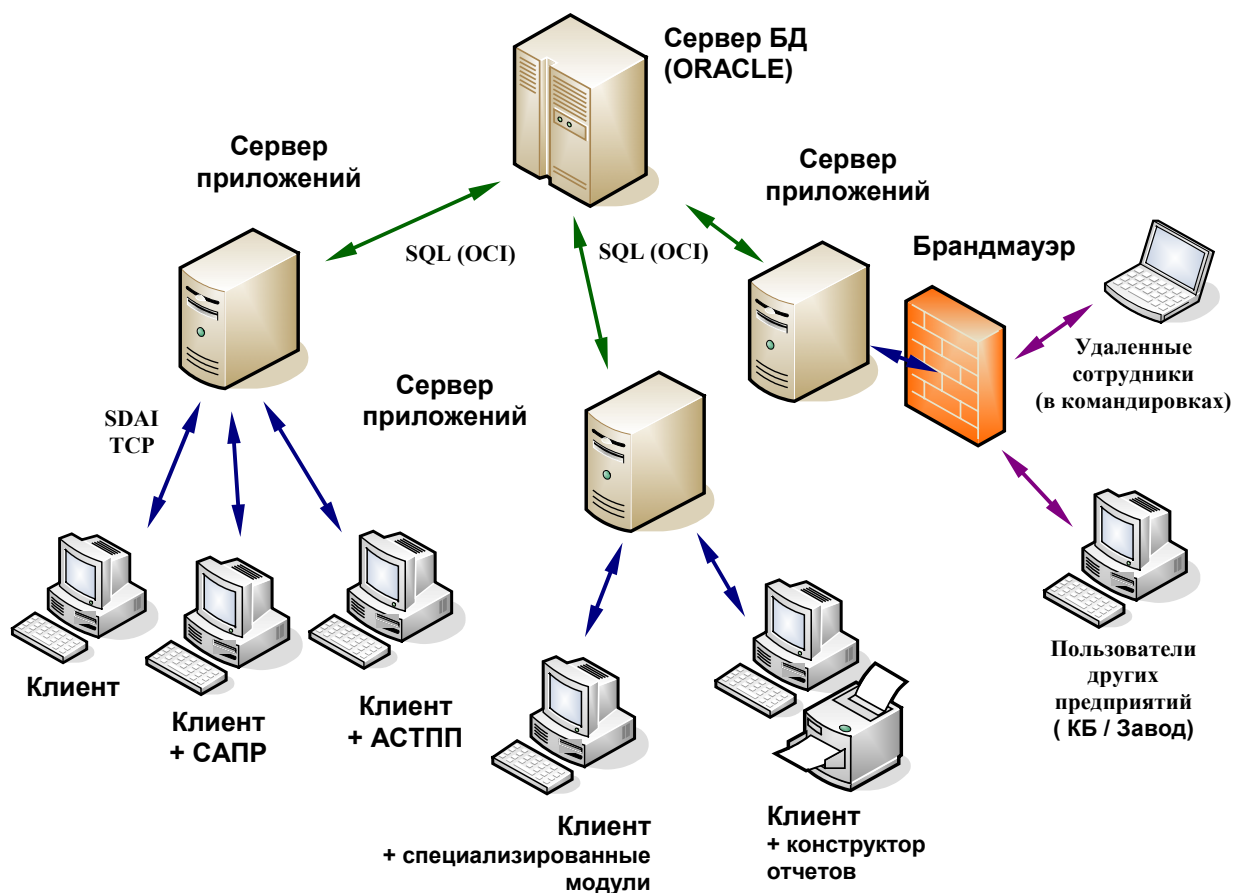 Сервер БД
(ORACLE)
Сервер
приложений
Сервер
приложений
SQL (OCI)
SQL (OCI)
Брандмауэр
Удаленные
сотрудники
(в командировках)
Сервер
приложений
SDAI
TCP
Клиент
Клиент
+ САПР
Клиент
+ АСТПП
Пользователи
других
предприятий
( КБ / Завод)
Клиент
+ специализированные
модули
Клиент
+ конструктор
отчетов